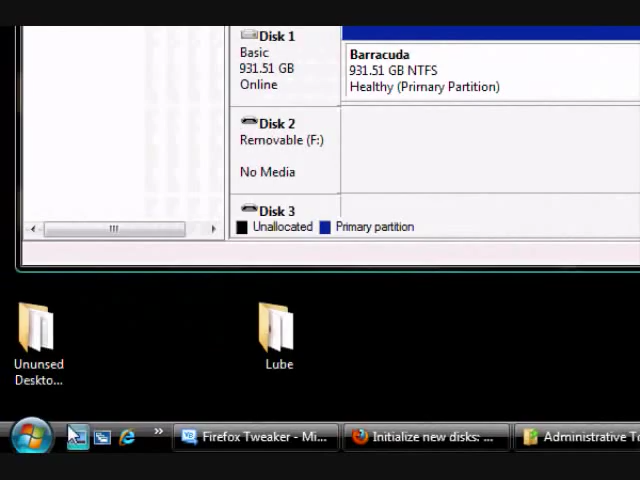 Disk 1
Basic
931.51 GB
Online
Barracuda
931.51 GB NTFS
Healthy (Primary Partition)
Disk 2
Removable (F:)
No Media
Disk 3
Unallocated
Primary partition
Ununsed
Deskto...
Lube
Firefox Tweaker - Mi...
Initialize new disks: ...
Administrative To